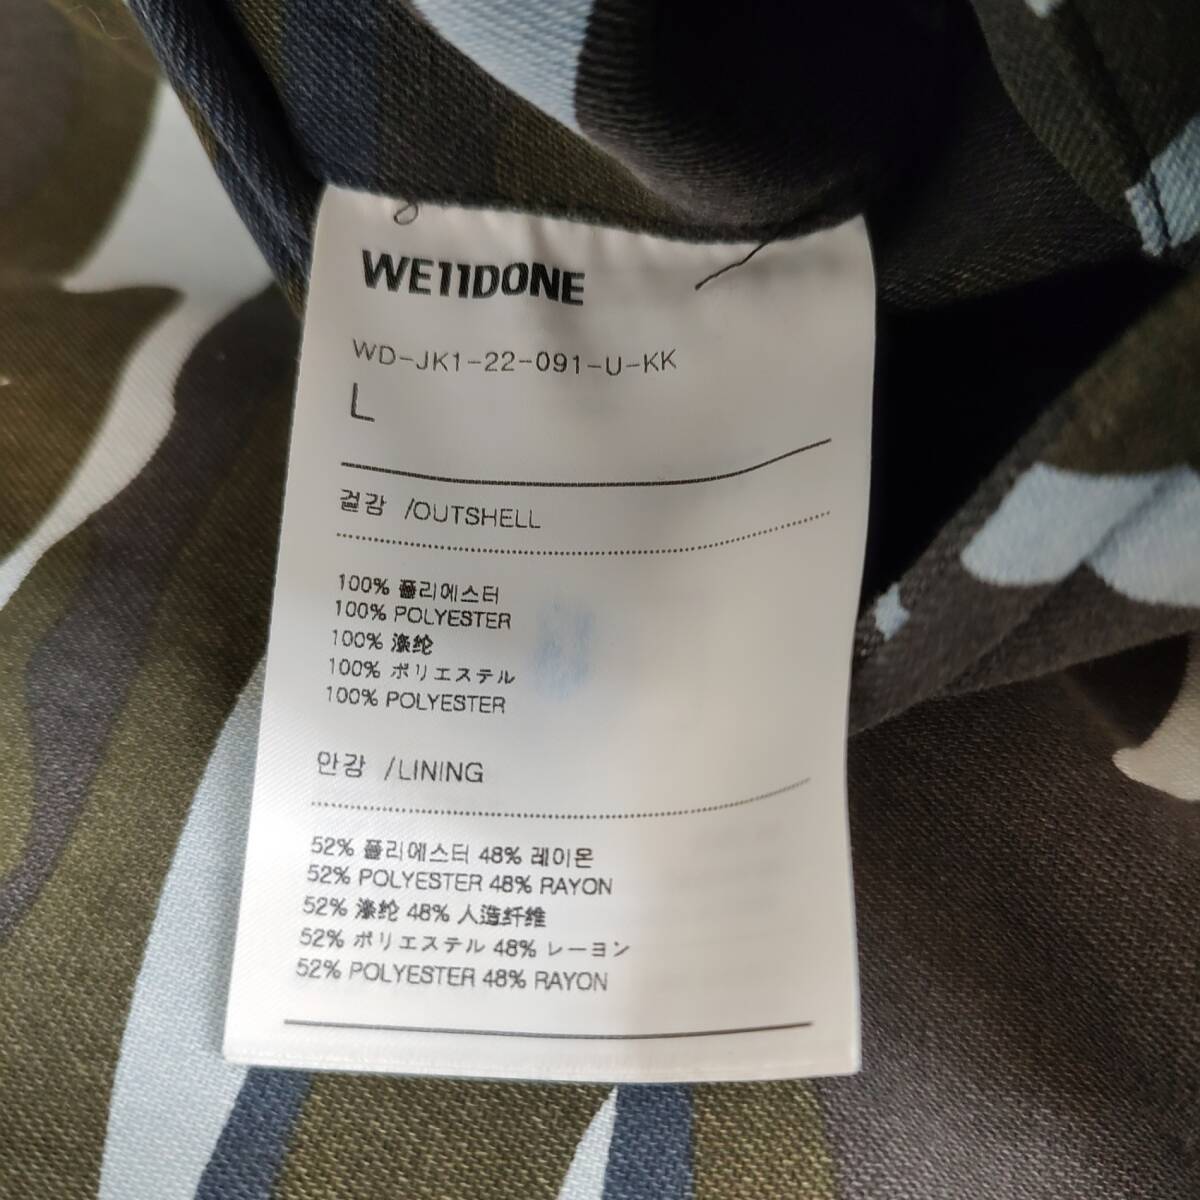 WE11DONE
WD-JK1-22-091-U-KK
L
겉감 /OUTSHELL
100% 폴리에스터
100% POLYESTER
100% 涤纶
100% ポリエステル
100% POLYESTER
안감 /LINING
52% 폴리에스터 48% 레이온
52% POLYESTER 48% RAYON
52% 涤纶 48% 人造纤维
52% ポリエステル 48% レーヨン
52% POLYESTER 48% RAYON